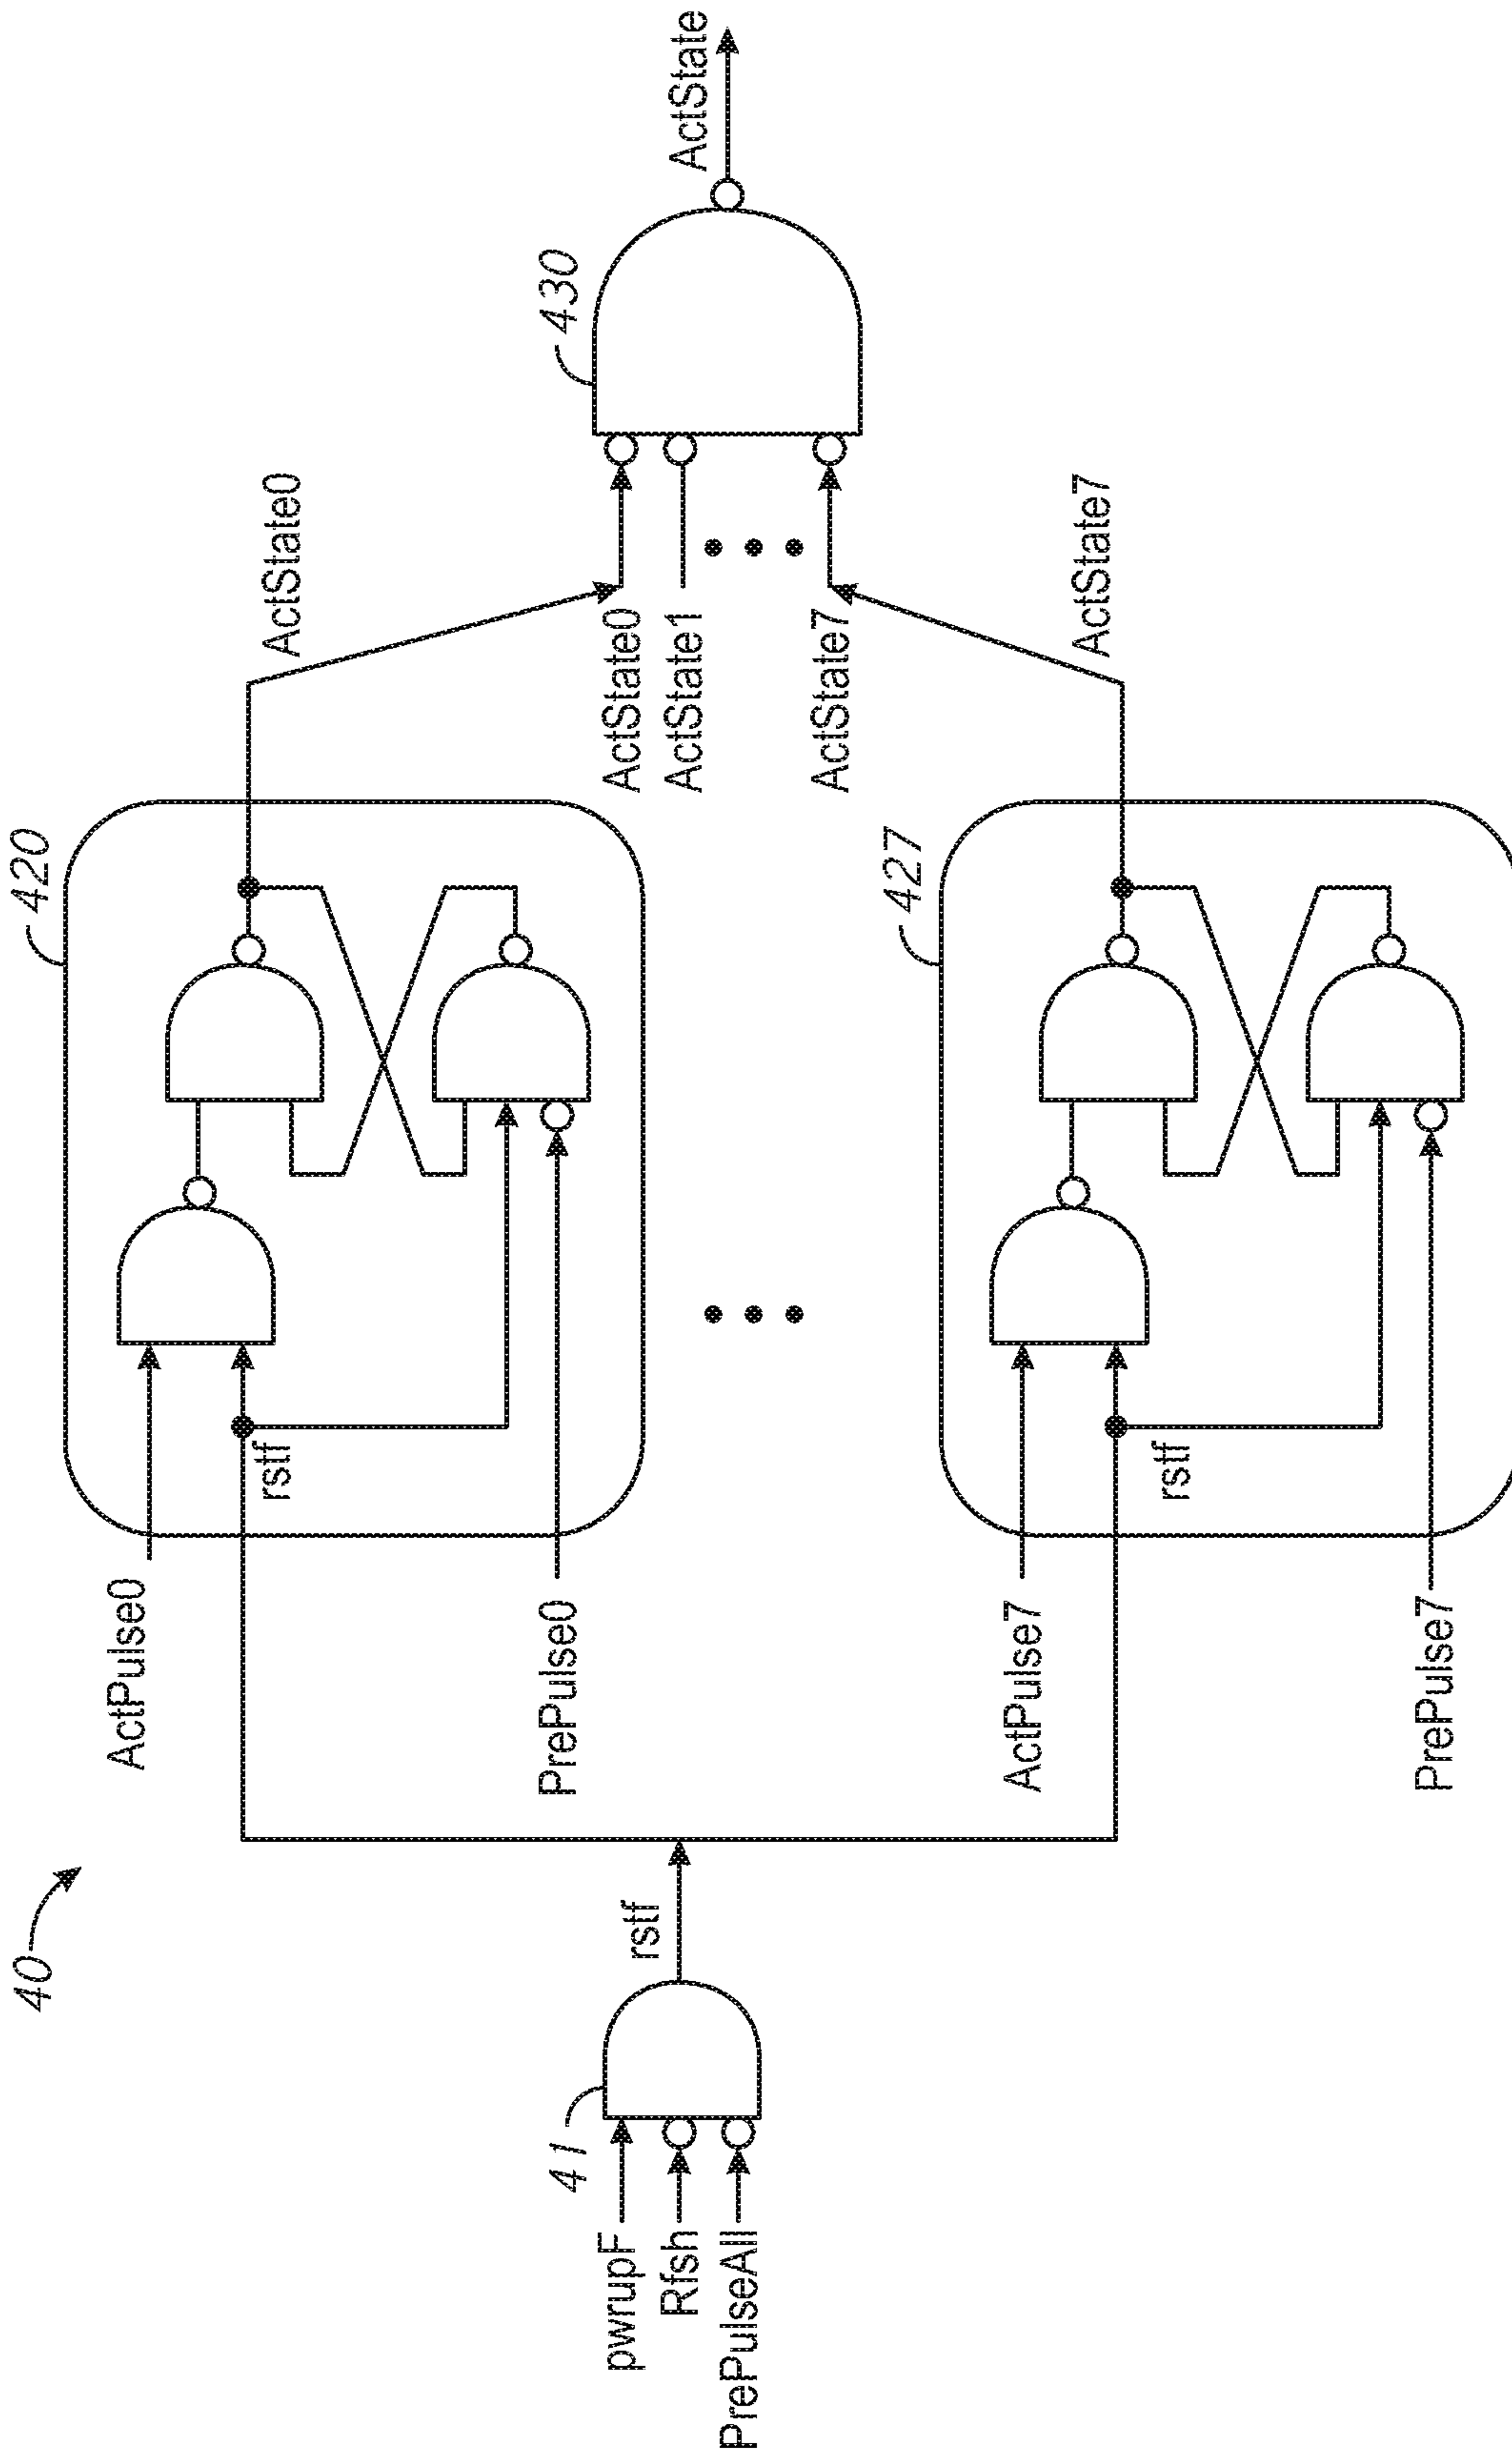 40
pwrupF
Rfsh
PrePulseAll
41
rstf
ActPulse0
PrePulse0
rstf
420
ActState0
ActPulse7
PrePulse7
rstf
427
ActState7
ActState0
ActState1
ActState7
430
ActState